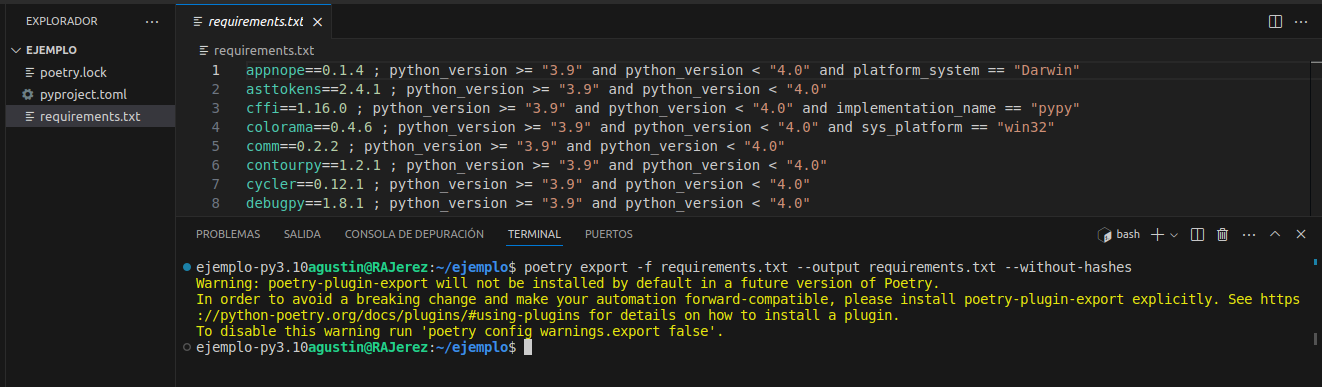 EXPLORADOR ...
requirements.txt
EJEMPLO
poetry.lock
pyproject.toml
requirements.txt
requirements.txt
1 appnope==0.1.4 ; python_version >= "3.9" and python_version < "4.0" and platform_system == "Darwin"
2 asttokens==2.4.1 ; python_version >= "3.9" and python_version < "4.0"
3 cffi==1.16.0 ; python_version >= "3.9" and python_version < "4.0" and implementation_name == "pypy"
4 colorama==0.4.6 ; python_version >= "3.9" and python_version < "4.0" and sys_platform == "win32"
5 comm==0.2.2 ; python_version >= "3.9" and python_version < "4.0"
6 contourpy==1.2.1 ; python_version >= "3.9" and python_version < "4.0"
7 cycler==0.12.1 ; python_version >= "3.9" and python_version < "4.0"
8 debugpy==1.8.1 ; python_version >= "3.9" and python_version < "4.0"
PROBLEMAS SALIDA CONSOLA DE DEPURACIÓN TERMINAL PUERTOS bash
ejemplo-py3.10agustin@RAJerez:~/ejemplo$ poetry export -f requirements.txt --output requirements.txt --without-hashes
Warning: poetry-plugin-export will not be installed by default in a future version of Poetry.
In order to avoid a breaking change and make your automation forward-compatible, please install poetry-plugin-export explicitly. See https
://python-poetry.org/docs/plugins/#using-plugins for details on how to install a plugin.
To disable this warning run 'poetry config warnings.export false'.
ejemplo-py3.10agustin@RAJerez:~/ejemplo$